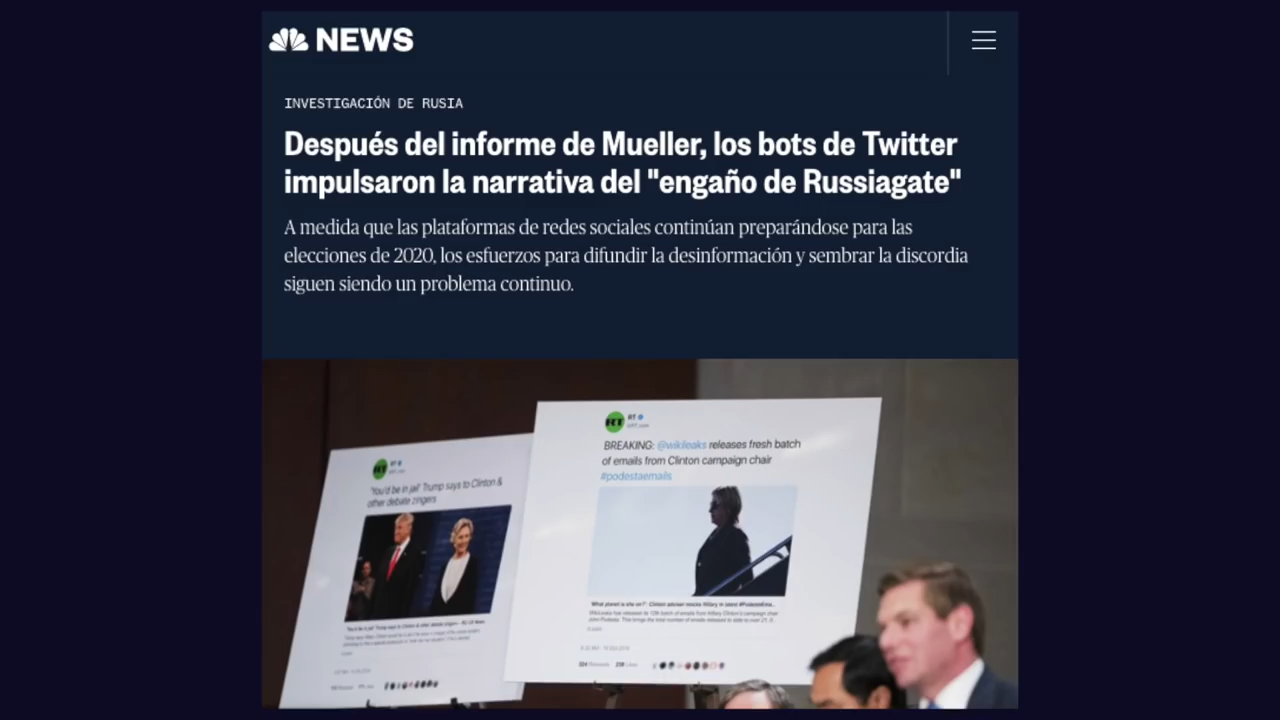 NEWS
INVESTIGACIÓN DE RUSIA
Después del informe de Mueller, los bots de Twitter
impulsaron la narrativa del "engaño de Russiagate"
A medida que las plataformas de redes sociales continúan preparándose para las
elecciones de 2020, los esfuerzos para difundir la desinformación y sembrar la discordia
siguen siendo un problema continuo.
RT
'You'd be in jail' Trump says to Clinton &
other debate zingers
RT
BREAKING: @wikileaks releases fresh batch
of emails from Clinton campaign chair
#podestaemails